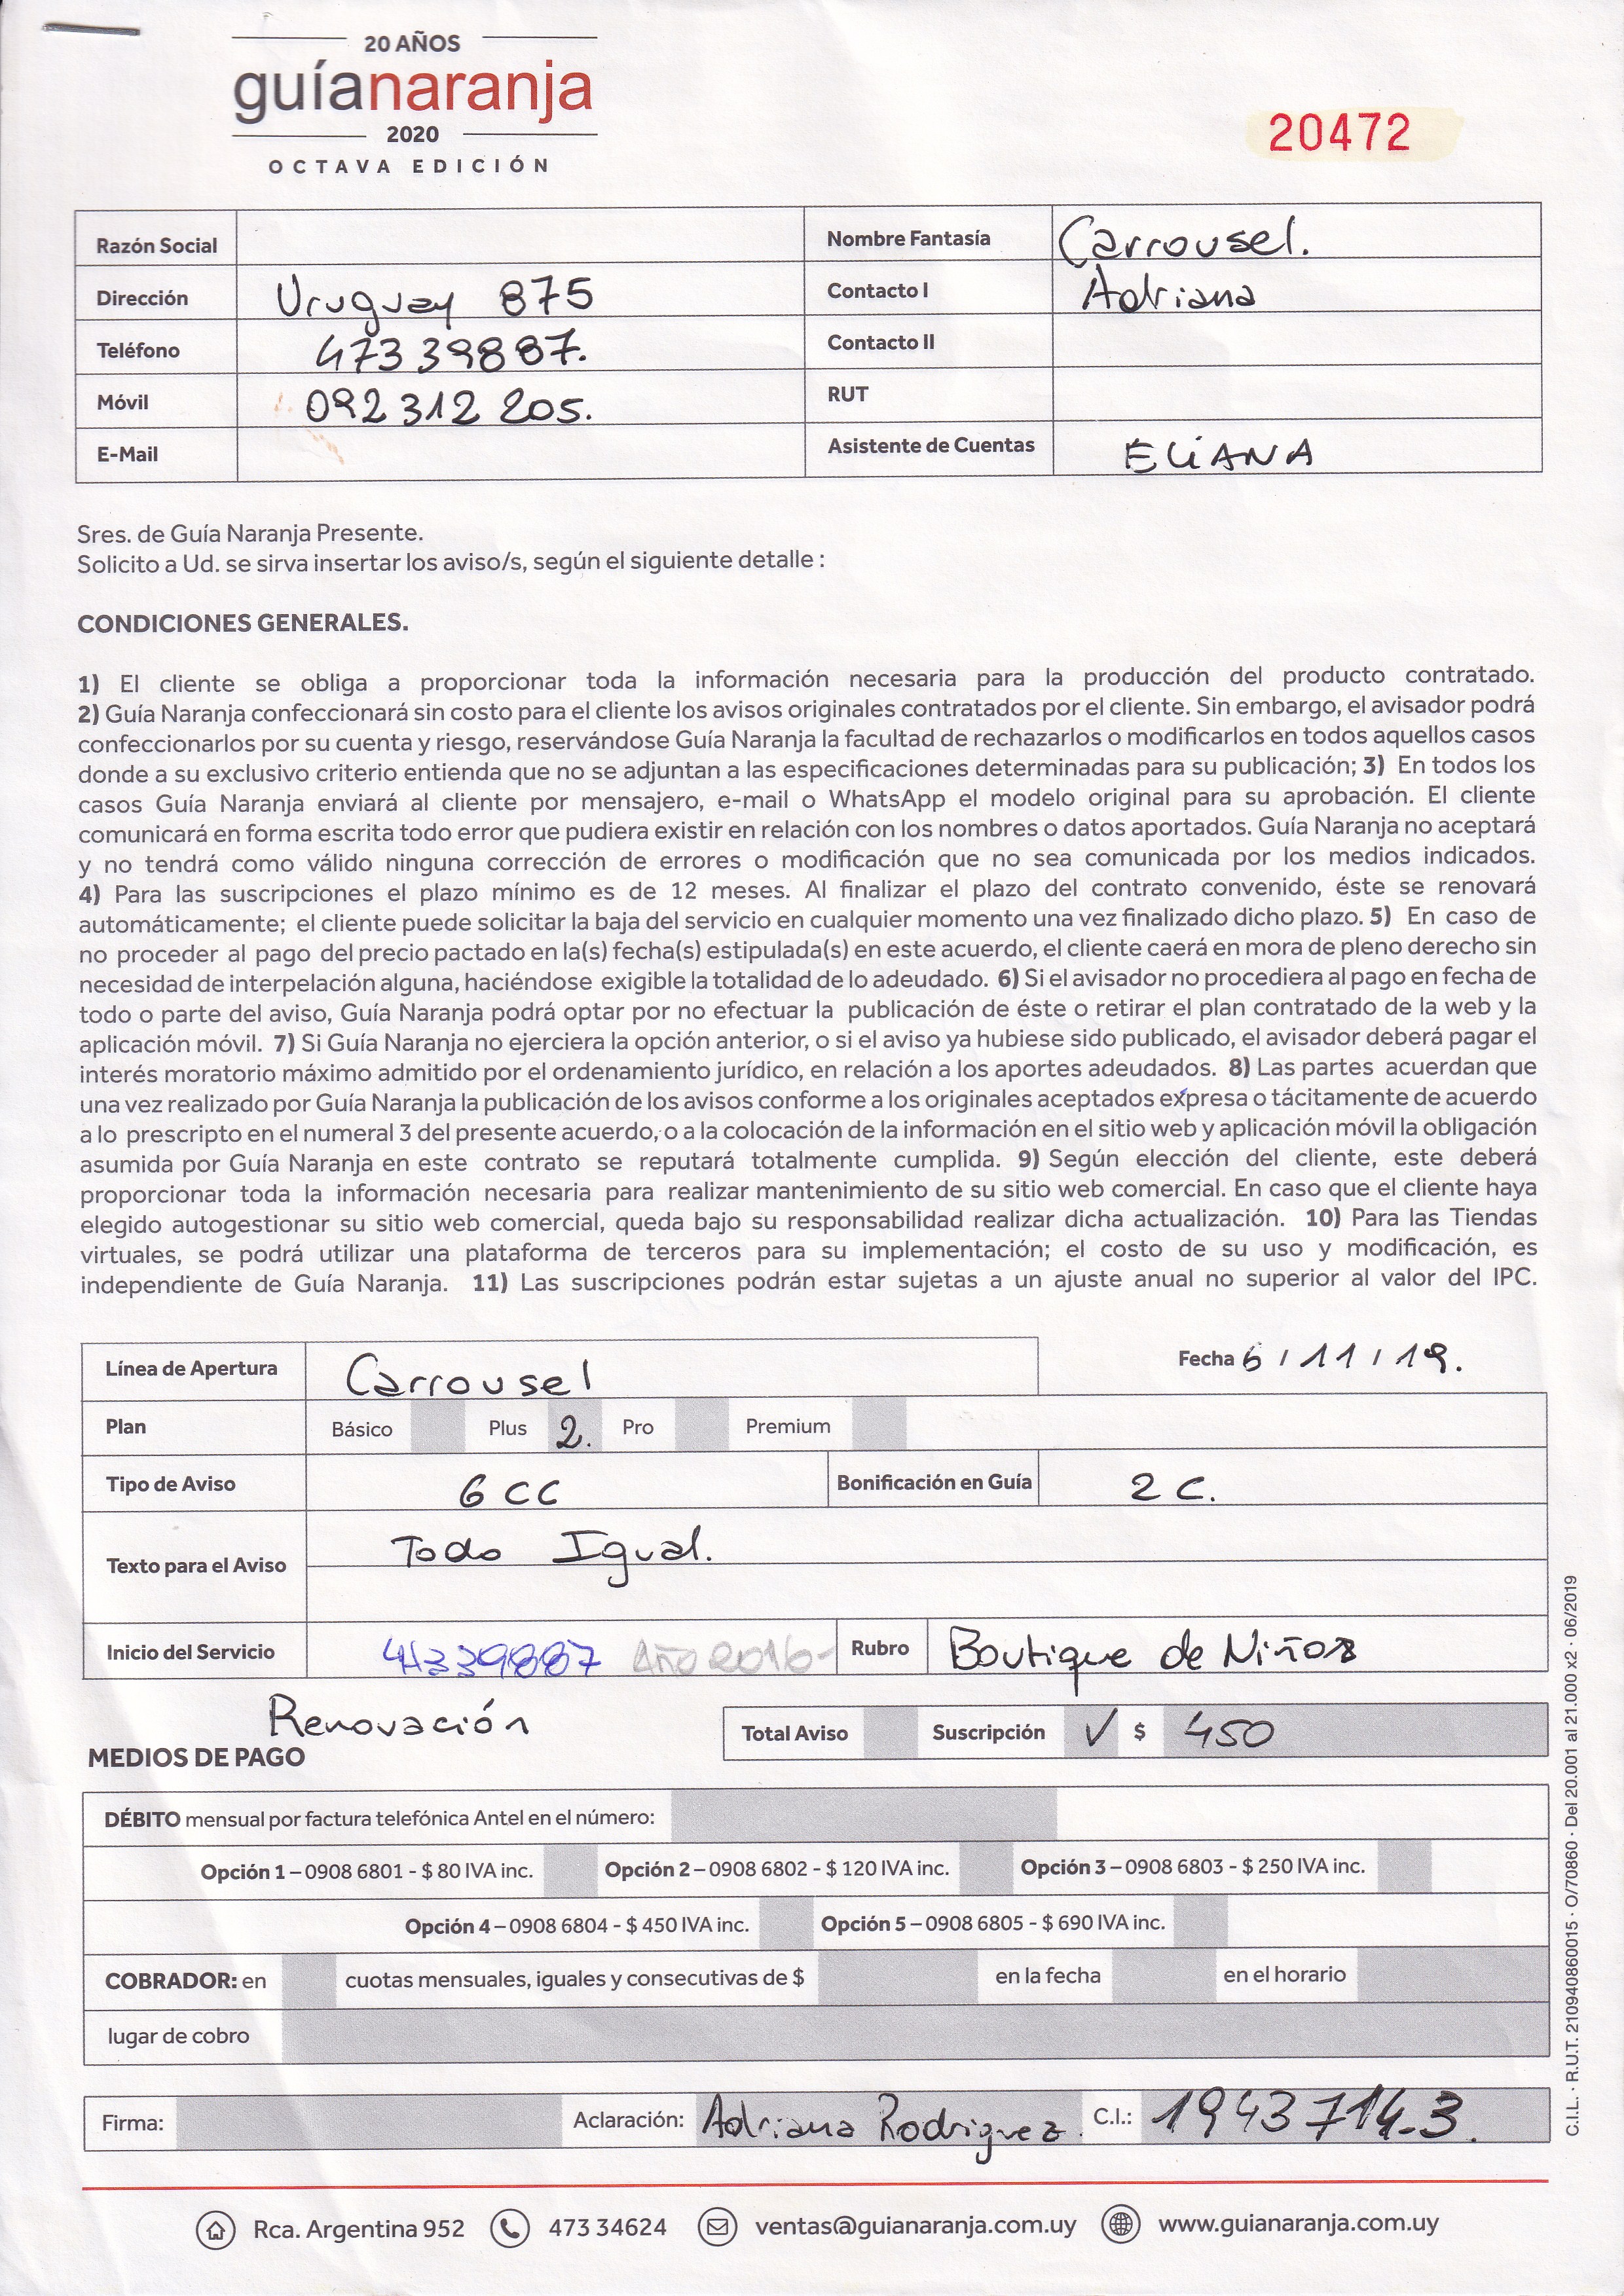 20 AÑOS
guíanaranja
2020
OCTAVA EDICIÓN
20472
Razón Social
Nombre Fantasía Carrousel.
Dirección Uruguay 875
Contacto I Adriana
Teléfono 473 39887.
Contacto II
Móvil 092 312 205.
RUT
E-Mail
Asistente de Cuentas ELiANA
Sres. de Guía Naranja Presente.
Solicito a Ud. se sirva insertar los aviso/s, según el siguiente detalle :
CONDICIONES GENERALES.
1) El cliente se obliga a proporcionar toda la información necesaria para la producción del producto contratado.
2) Guía Naranja confeccionará sin costo para el cliente los avisos originales contratados por el cliente. Sin embargo, el avisador podrá
confeccionarlos por su cuenta y riesgo, reservándose Guía Naranja la facultad de rechazarlos o modificarlos en todos aquellos casos
donde a su exclusivo criterio entienda que no se adjuntan a las especificaciones determinadas para su publicación; 3) En todos los
casos Guía Naranja enviará al cliente por mensajero, e-mail o WhatsApp el modelo original para su aprobación. El cliente
comunicará en forma escrita todo error que pudiera existir en relación con los nombres o datos aportados. Guía Naranja no aceptará
y no tendrá como válido ninguna corrección de errores o modificación que no sea comunicada por los medios indicados.
4) Para las suscripciones el plazo mínimo es de 12 meses. Al finalizar el plazo del contrato convenido, éste se renovará
automáticamente; el cliente puede solicitar la baja del servicio en cualquier momento una vez finalizado dicho plazo. 5) En caso de
no proceder al pago del precio pactado en la(s) fecha(s) estipulada(s) en este acuerdo, el cliente caerá en mora de pleno derecho sin
necesidad de interpelación alguna, haciéndose exigible la totalidad de lo adeudado. 6) Si el avisador no procediera al pago en fecha de
todo o parte del aviso, Guía Naranja podrá optar por no efectuar la publicación de éste o retirar el plan contratado de la web y la
aplicación móvil. 7) Si Guía Naranja no ejerciera la opción anterior, o si el aviso ya hubiese sido publicado, el avisador deberá pagar el
interés moratorio máximo admitido por el ordenamiento jurídico, en relación a los aportes adeudados. 8) Las partes acuerdan que
una vez realizado por Guía Naranja la publicación de los avisos conforme a los originales aceptados expresa o tácitamente de acuerdo
a lo prescripto en el numeral 3 del presente acuerdo, o a la colocación de la información en el sitio web y aplicación móvil la obligación
asumida por Guía Naranja en este contrato se reputará totalmente cumplida. 9) Según elección del cliente, este deberá
proporcionar toda la información necesaria para realizar mantenimiento de su sitio web comercial. En caso que el cliente haya
elegido autogestionar su sitio web comercial, queda bajo su responsabilidad realizar dicha actualización. 10) Para las Tiendas
virtuales, se podrá utilizar una plataforma de terceros para su implementación; el costo de su uso y modificación, es
independiente de Guía Naranja. 11) Las suscripciones podrán estar sujetas a un ajuste anual no superior al valor del IPC.
Línea de Apertura Carrousel
Fecha 6 / 11 / 19.
Plan Básico Plus 2. Pro Premium
Tipo de Aviso 6 CC Bonificación en Guía 2 C.
Texto para el Aviso Todo Igual.
Inicio del Servicio 47339887 Año 2016- Rubro Boutique de Niños
Renovación
Total Aviso Suscripción ✓ $ 450
MEDIOS DE PAGO
DÉBITO mensual por factura telefónica Antel en el número:
Opción 1 – 0908 6801 - $ 80 IVA inc. Opción 2 – 0908 6802 - $ 120 IVA inc. Opción 3 – 0908 6803 - $ 250 IVA inc.
Opción 4 – 0908 6804 - $ 450 IVA inc. Opción 5 – 0908 6805 - $ 690 IVA inc.
COBRADOR: en cuotas mensuales, iguales y consecutivas de $ en la fecha en el horario
lugar de cobro
Firma: Aclaración: Adriana Rodriguez. C.I.: 1943714-3.
Rca. Argentina 952 473 34624 ventas@guianaranja.com.uy www.guianaranja.com.uy
C.I.L. · R.U.T. 210940860015 · O/70860 · Del 20.001 al 21.000 x2 · 06/2019